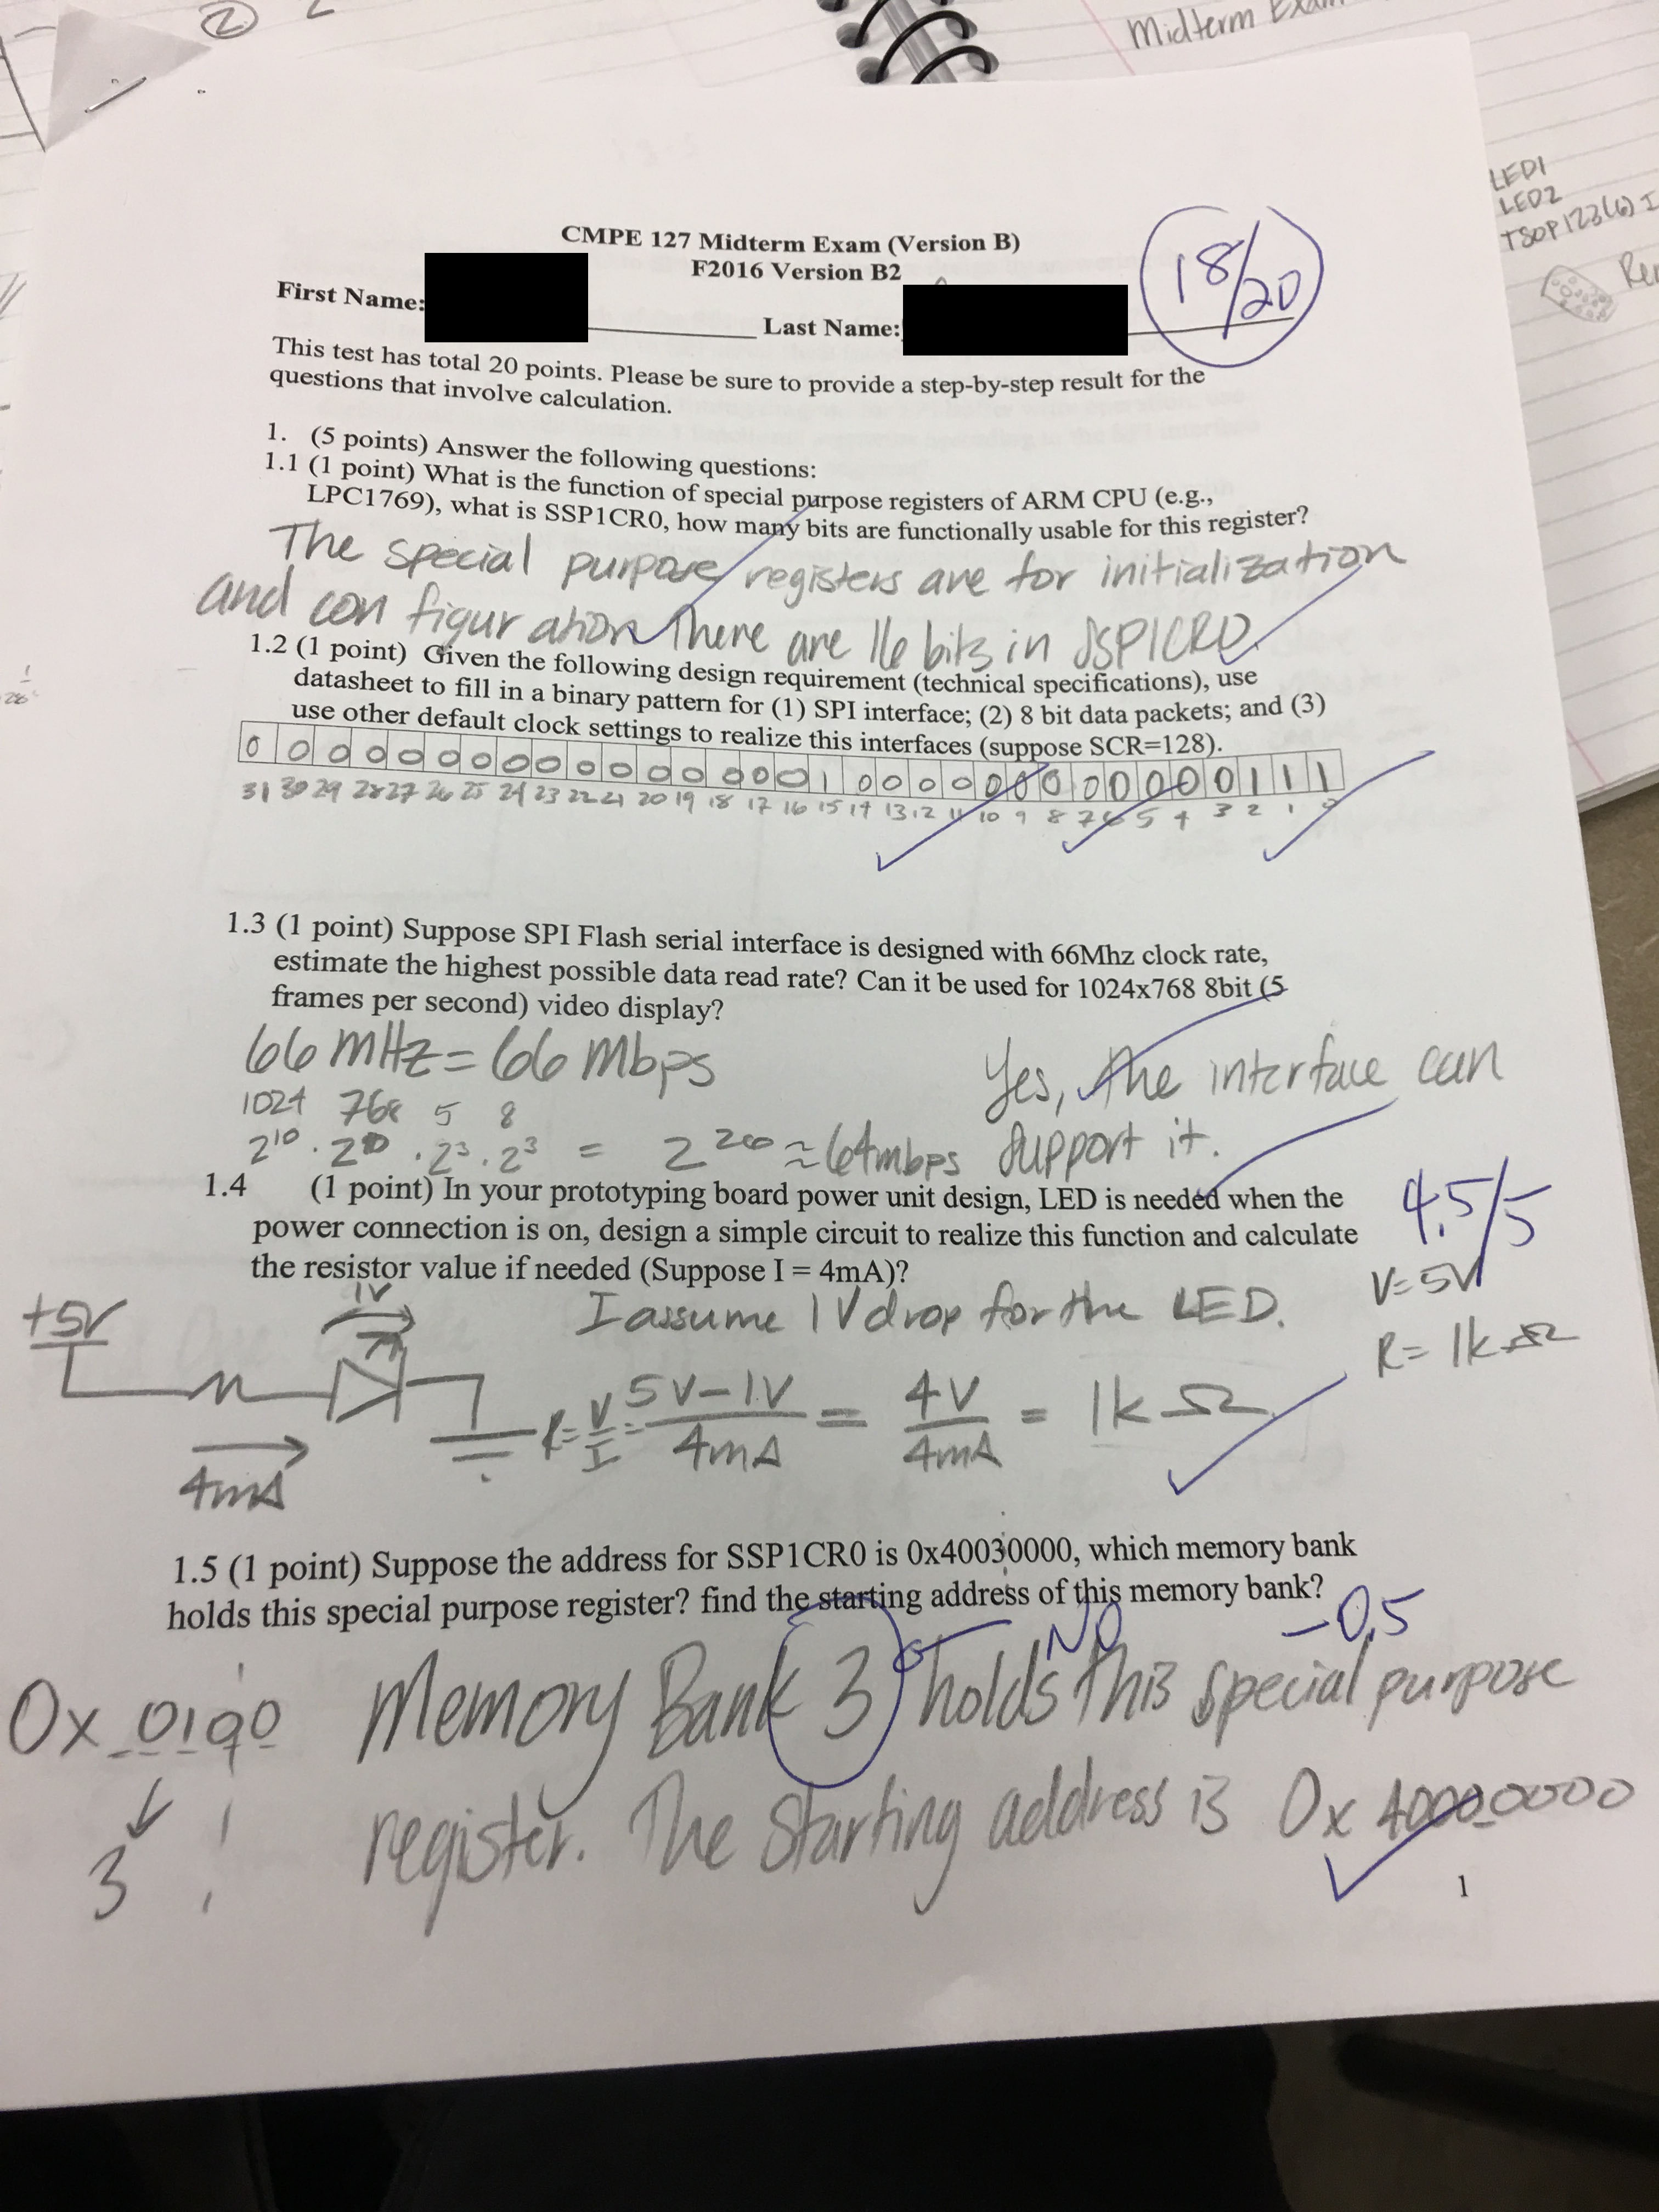 ②
Midterm Exam
LED1
LED2
TSOP123(6)
CMPE 127 Midterm Exam (Version B)
F2016 Version B2
18/20
First Name:
Last Name:
This test has total 20 points. Please be sure to provide a step-by-step result for the
questions that involve calculation.
1. (5 points) Answer the following questions:
1.1 (1 point) What is the function of special purpose registers of ARM CPU (e.g.,
LPC1769), what is SSP1CR0, how many bits are functionally usable for this register?
The special purpose registers are for initialization
and configuration There are 16 bits in SSP1CR0.
1.2 (1 point) Given the following design requirement (technical specifications), use
datasheet to fill in a binary pattern for (1) SPI interface; (2) 8 bit data packets; and (3)
use other default clock settings to realize this interfaces (suppose SCR=128).
0 0 0 0 0 0 0 0 0 0 0 0 0 0 0 0 1 0 0 0 0 0 0 0 0 0 0 0 0 1 1 1
31 30 29 28 27 26 25 24 23 22 21 20 19 18 17 16 15 14 13 12 11 10 9 8 7 6 5 4 3 2 1 0
1.3 (1 point) Suppose SPI Flash serial interface is designed with 66Mhz clock rate,
estimate the highest possible data read rate? Can it be used for 1024x768 8bit (5
frames per second) video display?
66 MHz = 66 Mbps
Yes, the interface can
1024 768 5 8
2^10 · 2^10 · 2^3 · 2^3 = 2^26 ≈ 64mbps support it.
1.4 (1 point) In your prototyping board power unit design, LED is needed when the
power connection is on, design a simple circuit to realize this function and calculate
the resistor value if needed (Suppose I = 4mA)?
4.5/5
V=5V
R= 1kΩ
+5V
1V
I assume 1V drop for the LED.
R= V/I = 5V-1V/4mA = 4V/4mA = 1kΩ
4mA
1.5 (1 point) Suppose the address for SSP1CR0 is 0x40030000, which memory bank
holds this special purpose register? find the starting address of this memory bank?
NO -0.5
0x 0100 Memory Bank 3 holds this special purpose
3 register. The starting address is 0x 40000000
1